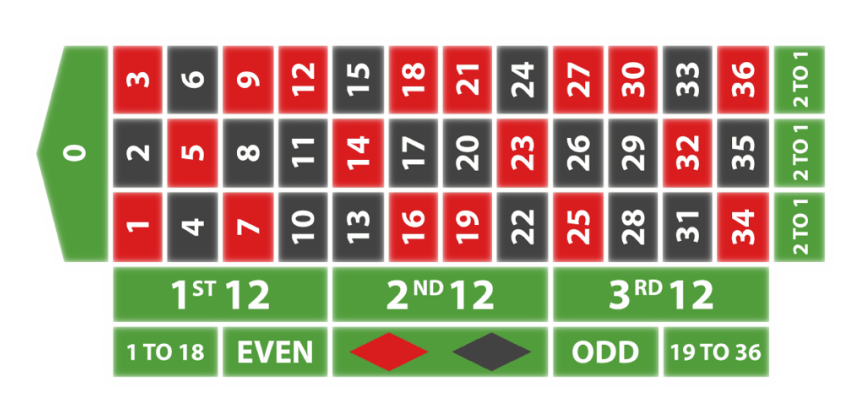 3 6 9 12 15 18 21 24 27 30 33 36 2 TO 1
0 2 5 8 11 14 17 20 23 26 29 32 35 2 TO 1
1 4 7 10 13 16 19 22 25 28 31 34 2 TO 1
1ST 12 2ND 12 3RD 12
1 TO 18 EVEN ODD 19 TO 36